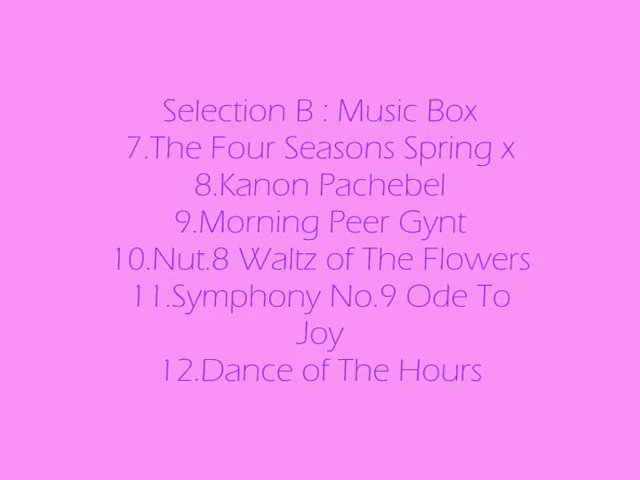 Selection B : Music Box
7.The Four Seasons Spring x
8.Kanon Pachebel
9.Morning Peer Gynt
10.Nut.8 Waltz of The Flowers
11.Symphony No.9 Ode To
Joy
12.Dance of The Hours